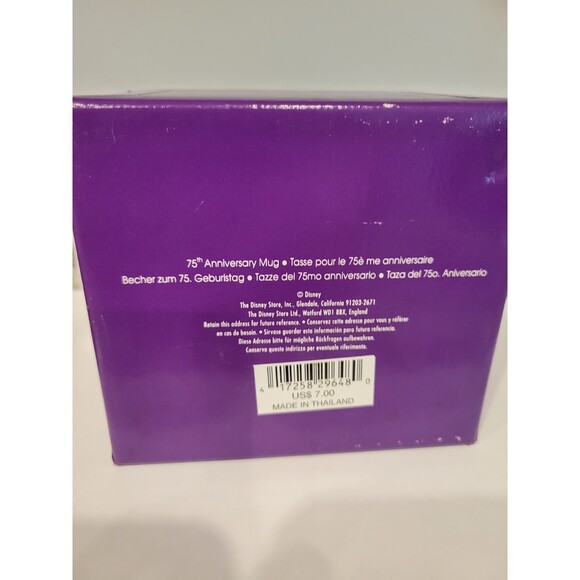 75th Anniversary Mug • Tasse pour le 75è me anniversaire
Becher zum 75. Geburtstag • Tazze del 75mo anniversario • Taza del 75o. Aniversario
© Disney
The Disney Store, Inc., Glendale, California 91203-2671
The Disney Store Ltd., Watford WD1 8BX, England
Retain this address for future reference. • Conservez cette adresse pour vous y référer
en cas de besoin. • Sírvase guardar esta información para futura referencia.
Diese Adresse bitte für mögliche Rückfragen aufbewahren.
Conserva questo indirizzo per eventuale riferimento.
4 17258 29648 0
US$ 7.00
MADE IN THAILAND